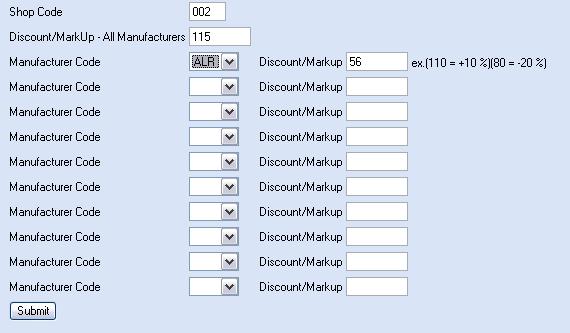 Shop Code 002
Discount/MarkUp - All Manufacturers 115
Manufacturer Code ALR Discount/Markup 56 ex.(110 = +10 %)(80 = -20 %)
Manufacturer Code Discount/Markup
Manufacturer Code Discount/Markup
Manufacturer Code Discount/Markup
Manufacturer Code Discount/Markup
Manufacturer Code Discount/Markup
Manufacturer Code Discount/Markup
Manufacturer Code Discount/Markup
Manufacturer Code Discount/Markup
Manufacturer Code Discount/Markup
Submit